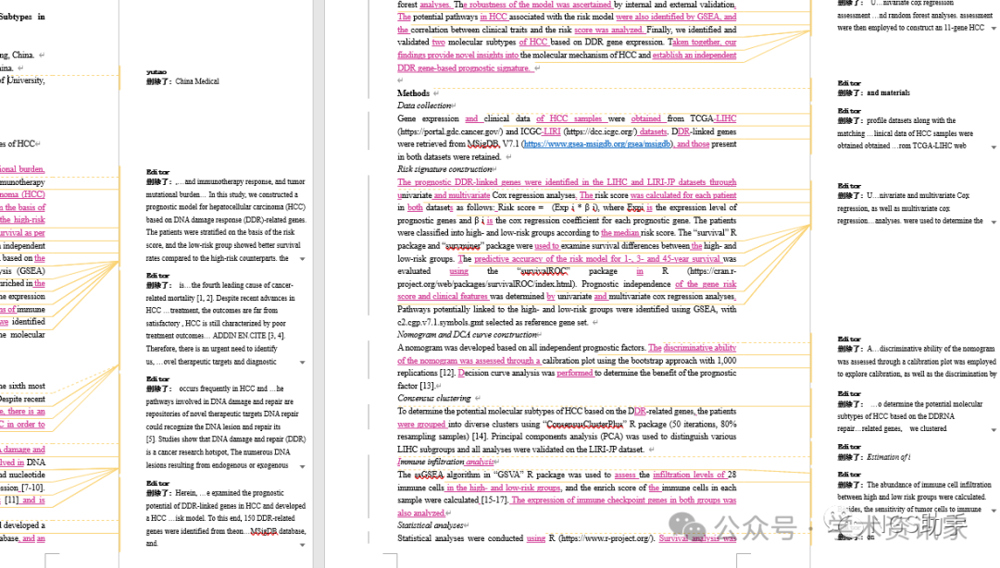 Subtypes in
ng, China.
ina.
of University,
es of HCC
ional burden,
munotherapy
noma (HCC)
n the basis of
the high-risk
urvival as per
independent
based on the
ysis (GSEA)
nriched in the
ne expression
ns of immune
we identified
he molecular
he sixth most
Despite recent
e, there is an
C in order to
A damage and
lved in DNA
nd nucleotide
ession [7-10].
[11] and is
developed a
abase, and an
yutao
删除了: China Medical
Editor
删除了: ,…and immunotherapy response, and tumor
mutational burden… In this study, we constructed a
prognostic model for hepatocellular carcinoma (HCC)
based on DNA damage response (DDR)-related genes.
The patients were stratified on the basis of the risk
score, and the low-risk group showed better survival
rates compared to the high-risk counterparts. the
Editor
删除了: is…the fourth leading cause of cancer-
related mortality [1, 2]. Despite recent advances in
HCC …treatment, the outcomes are far from
satisfactory , HCC is still characterized by poor
treatment outcomes… ADDIN EN.CITE [3, 4].
Therefore, there is an urgent need to identify
us, …ovel therapeutic targets and diagnostic
Editor
删除了: occurs frequently in HCC and …he
pathways involved in DNA damage and repair are
repositories of novel therapeutic targets DNA repair
could recognize the DNA lesion and repair its
[5]. Studies show that DNA damage and repair (DDR)
is a cancer research hotspot, The numerous DNA
lesions resulting from endogenous or exogenous
Editor
删除了: Herein, …e examined the prognostic
potential of DDR-linked genes in HCC and developed
a HCC …isk model. To this end, 150 DDR-related
genes were identified from theon… MSigDB database,
and.
forest analyses. The robustness of the model was ascertained by internal and external validation.
The potential pathways in HCC associated with the risk model were also identified by GSEA, and
the correlation between clinical traits and the risk score was analyzed. Finally, we identified and
validated two molecular subtypes of HCC based on DDR gene expression. Taken together, our
findings provide novel insights into the molecular mechanism of HCC and establish an independent
DDR gene-based prognostic signature.
Methods
Data collection
Gene expression and clinical data of HCC samples were obtained from TCGA-LIHC
(https://portal.gdc.cancer.gov/) and ICGC-LIRI (https://dcc.icgc.org/) datasets. DDR-linked genes
were retrieved from MSigDB, V7.1 (https://www.gsea-msigdb.org/gsea/msigdb), and those present
in both datasets were retained.
Risk signature construction
The prognostic DDR-linked genes were identified in the LIHC and LIRI-JP datasets through
univariate and multivariate Cox regression analyses. The risk score was calculated for each patient
in both datasets as follows: Risk score = (Exp i * β i), where Expi is the expression level of
prognostic genes and β i is the cox regression coefficient for each prognostic gene. The patients
were classified into high- and low-risk groups according to the median risk score. The “survival” R
package and “survminer” package were used to examine survival differences between the high- and
low-risk groups. The predictive accuracy of the risk model for 1-, 3- and 45-year survival was
evaluated using the “survivalROC” package in R (https://cran.r-
project.org/web/packages/survivalROC/index.html). Prognostic independence of the gene risk
score and clinical features was determined by univariate and multivariate cox regression analyses.
Pathways potentially linked to the high- and low-risk groups were identified using GSEA, with
c2.cgp.v7.1.symbols.gmt selected as reference gene set.
Nomogram and DCA curve construction
A nomogram was developed based on all independent prognostic factors. The discriminative ability
of the nomogram was assessed through a calibration plot using the bootstrap approach with 1,000
replications [12]. Decision curve analysis was performed to determine the benefit of the prognostic
factor [13].
Consensus clustering
To determine the potential molecular subtypes of HCC based on the DDR-related genes, the patients
were grouped into diverse clusters using “ConsensusClusterPlus” R package (50 iterations, 80%
resampling samples) [14]. Principal components analysis (PCA) was used to distinguish various
LIHC subgroups and all analyses were validated on the LIRI-JP dataset.
Immune infiltration analysis
The ssGSEA algorithm in “GSVA” R package was used to assess the infiltration levels of 28
immune cells in the high- and low-risk groups, and the enrich score of the immune cells in each
sample were calculated [15-17]. The expression of immune checkpoint genes in both groups was
also analyzed.
Statistical analyses
Statistical analyses were conducted using R (https://www.r-project.org/). Survival analysis was
删除了: U…nivariate cox regression
assessment …nd random forest analyses. assessment
were then employed to construct an 11-gene HCC
Editor
删除了: and materials
Editor
删除了: profile datasets along with the
matching …linical data of HCC samples were
obtained obtained …rom TCGA-LIHC web
Editor
删除了: U…nivariate and multivariate Cox
regression, as well as multivariate cox
regression…analyses. were used to determine the
Editor
删除了: A…discriminative ability of the nomogram
was assessed through a calibration plot was employed
to explore calibration, as well as the discrimination by
Editor
删除了: …o determine the potential molecular
subtypes of HCC based on the DDRNA
repair…related genes, we clustered
Editor
删除了: Estimation of i
Editor
删除了: The abundance of immune cell infiltration
between high and low risk groups were calculated.
the sensitivity of tumor cells to immune
删除了: on
公众号 · 学术资助家
NGS助手